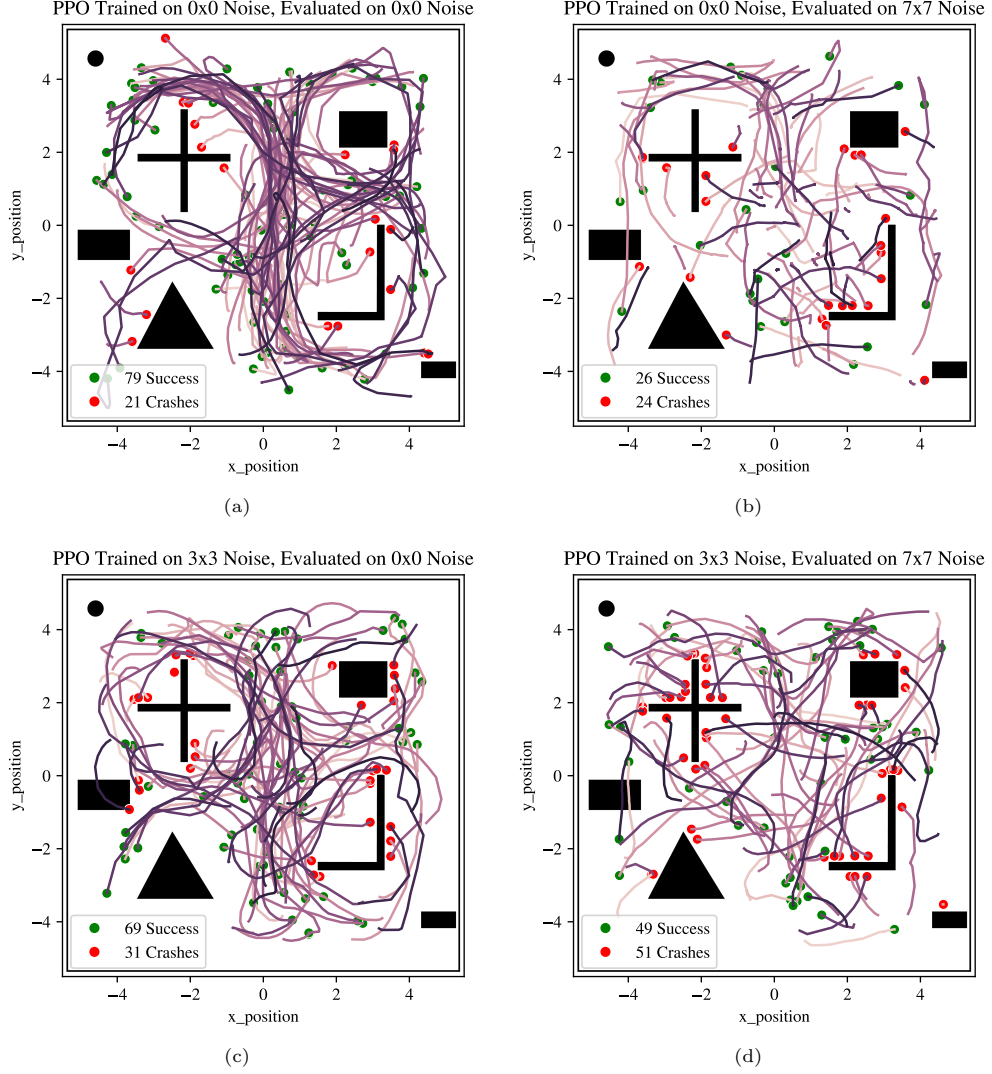 PPO Trained on 0x0 Noise, Evaluated on 0x0 Noise
4
2
0
−2
−4
y_position
79 Success
21 Crashes
−4 −2 0 2 4
x_position
(a)
PPO Trained on 0x0 Noise, Evaluated on 7x7 Noise
4
2
0
−2
−4
y_position
26 Success
24 Crashes
−4 −2 0 2 4
x_position
(b)
PPO Trained on 3x3 Noise, Evaluated on 0x0 Noise
4
2
0
−2
−4
y_position
69 Success
31 Crashes
−4 −2 0 2 4
x_position
(c)
PPO Trained on 3x3 Noise, Evaluated on 7x7 Noise
4
2
0
−2
−4
y_position
49 Success
51 Crashes
−4 −2 0 2 4
x_position
(d)